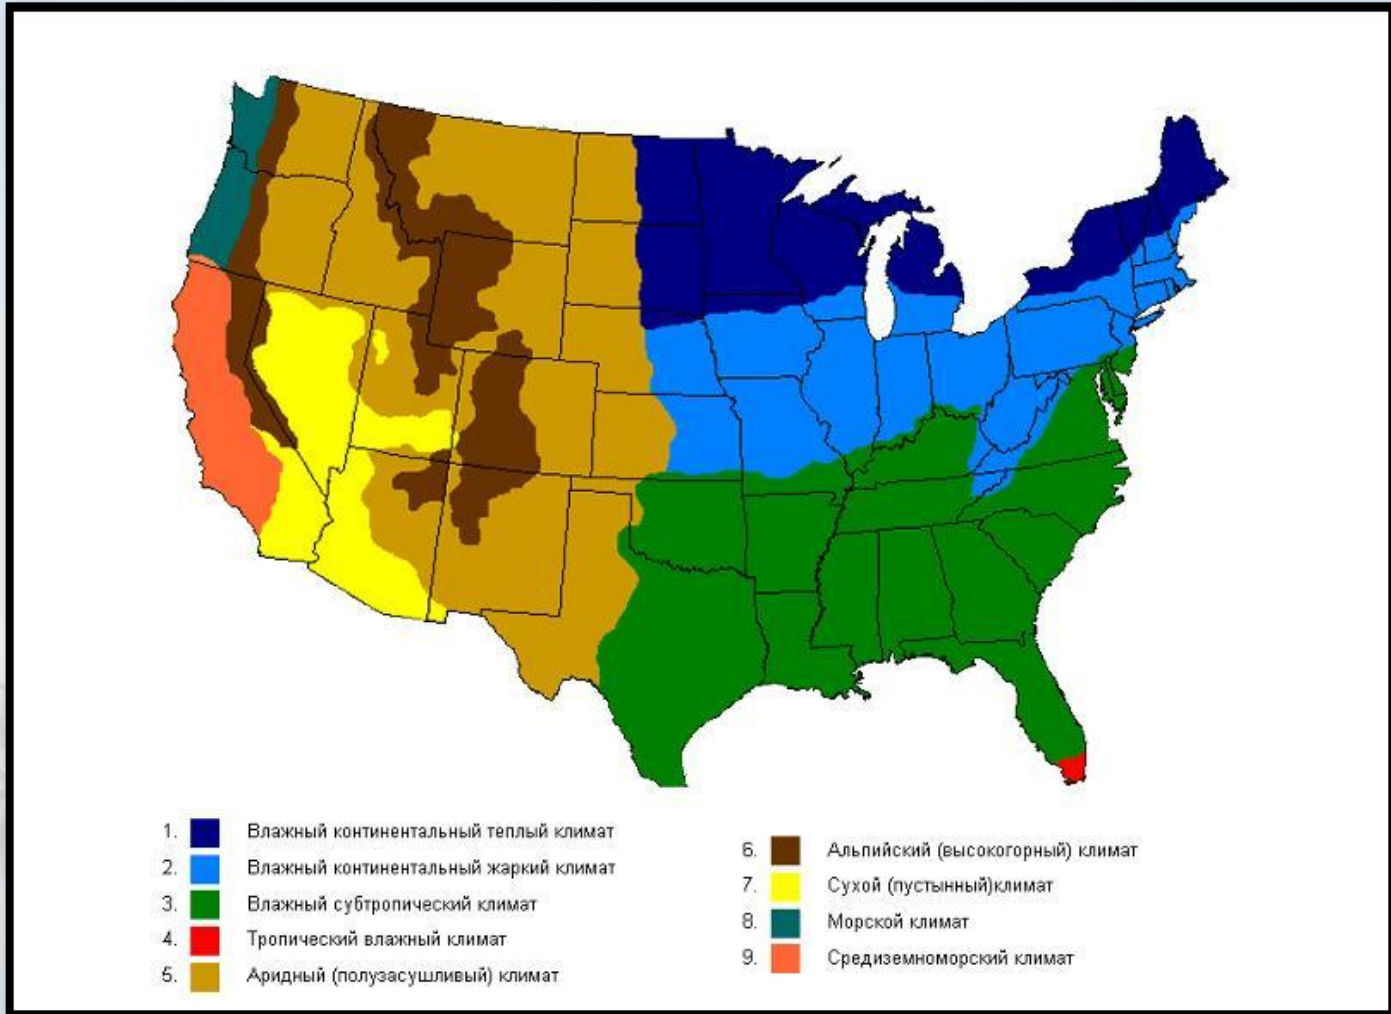 1. Влажный континентальный теплый климат
2. Влажный континентальный жаркий климат
3. Влажный субтропический климат
4. Тропический влажный климат
5. Аридный (полузасушливый) климат
6. Альпийский (высокогорный) климат
7. Сухой (пустынный)климат
8. Морской климат
9. Средиземноморский климат